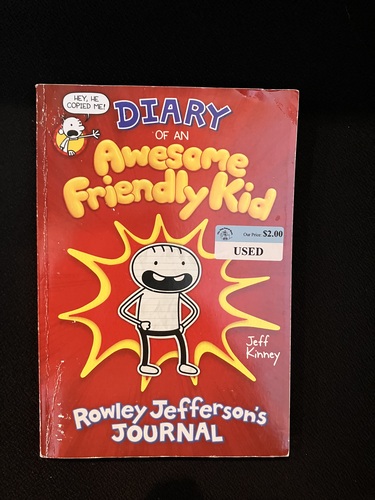 HEY, HE
COPIED ME!
DIARY
OF AN
Awesome
Friendly Kid
Our Price $2.00
USED
Jeff
Kinney
Rowley Jefferson's
JOURNAL